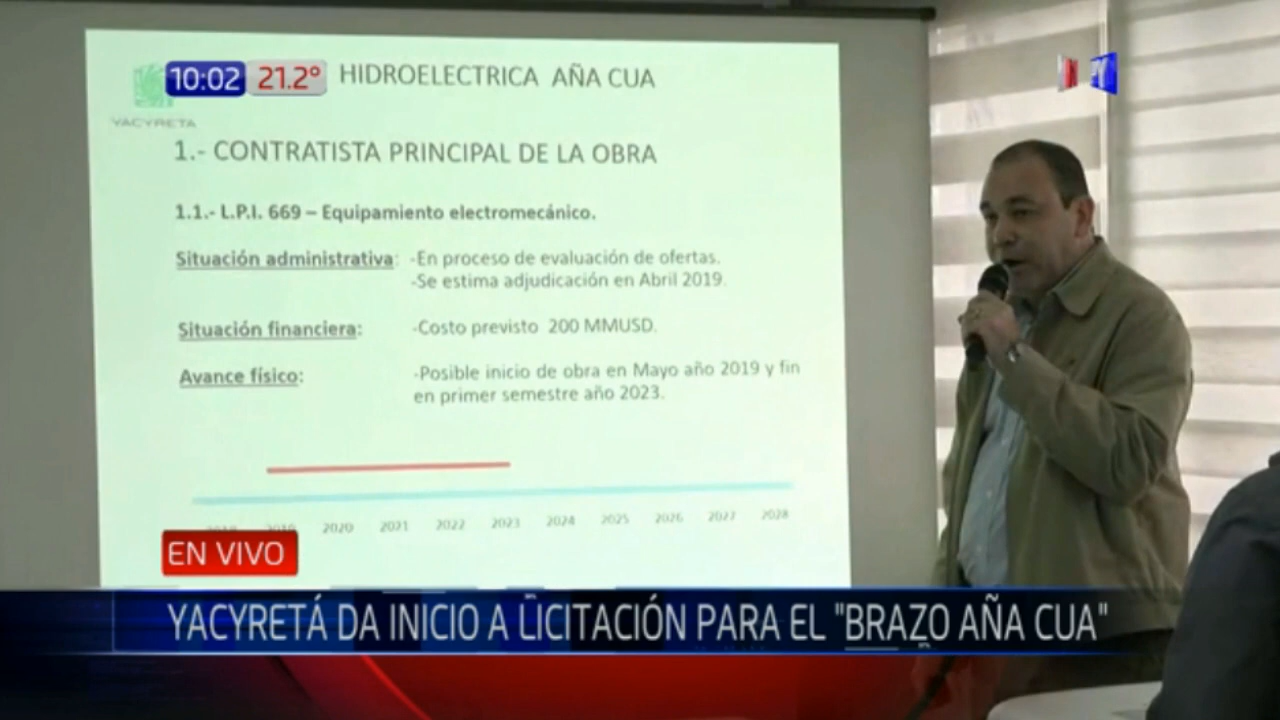 10:02 21.2° HIDROELECTRICA AÑA CUA
YACYRETA
1.- CONTRATISTA PRINCIPAL DE LA OBRA
1.1.- L.P.I. 669 – Equipamiento electromecánico.
Situación administrativa: -En proceso de evaluación de ofertas.
-Se estima adjudicación en Abril 2019.
Situación financiera: -Costo previsto 200 MMUSD.
Avance físico: -Posible inicio de obra en Mayo año 2019 y fin
en primer semestre año 2023.
2018 2019 2020 2021 2022 2023 2024 2025 2026 2027 2028
EN VIVO
YACYRETÁ DA INICIO A LICITACIÓN PARA EL "BRAZO AÑA CUA"